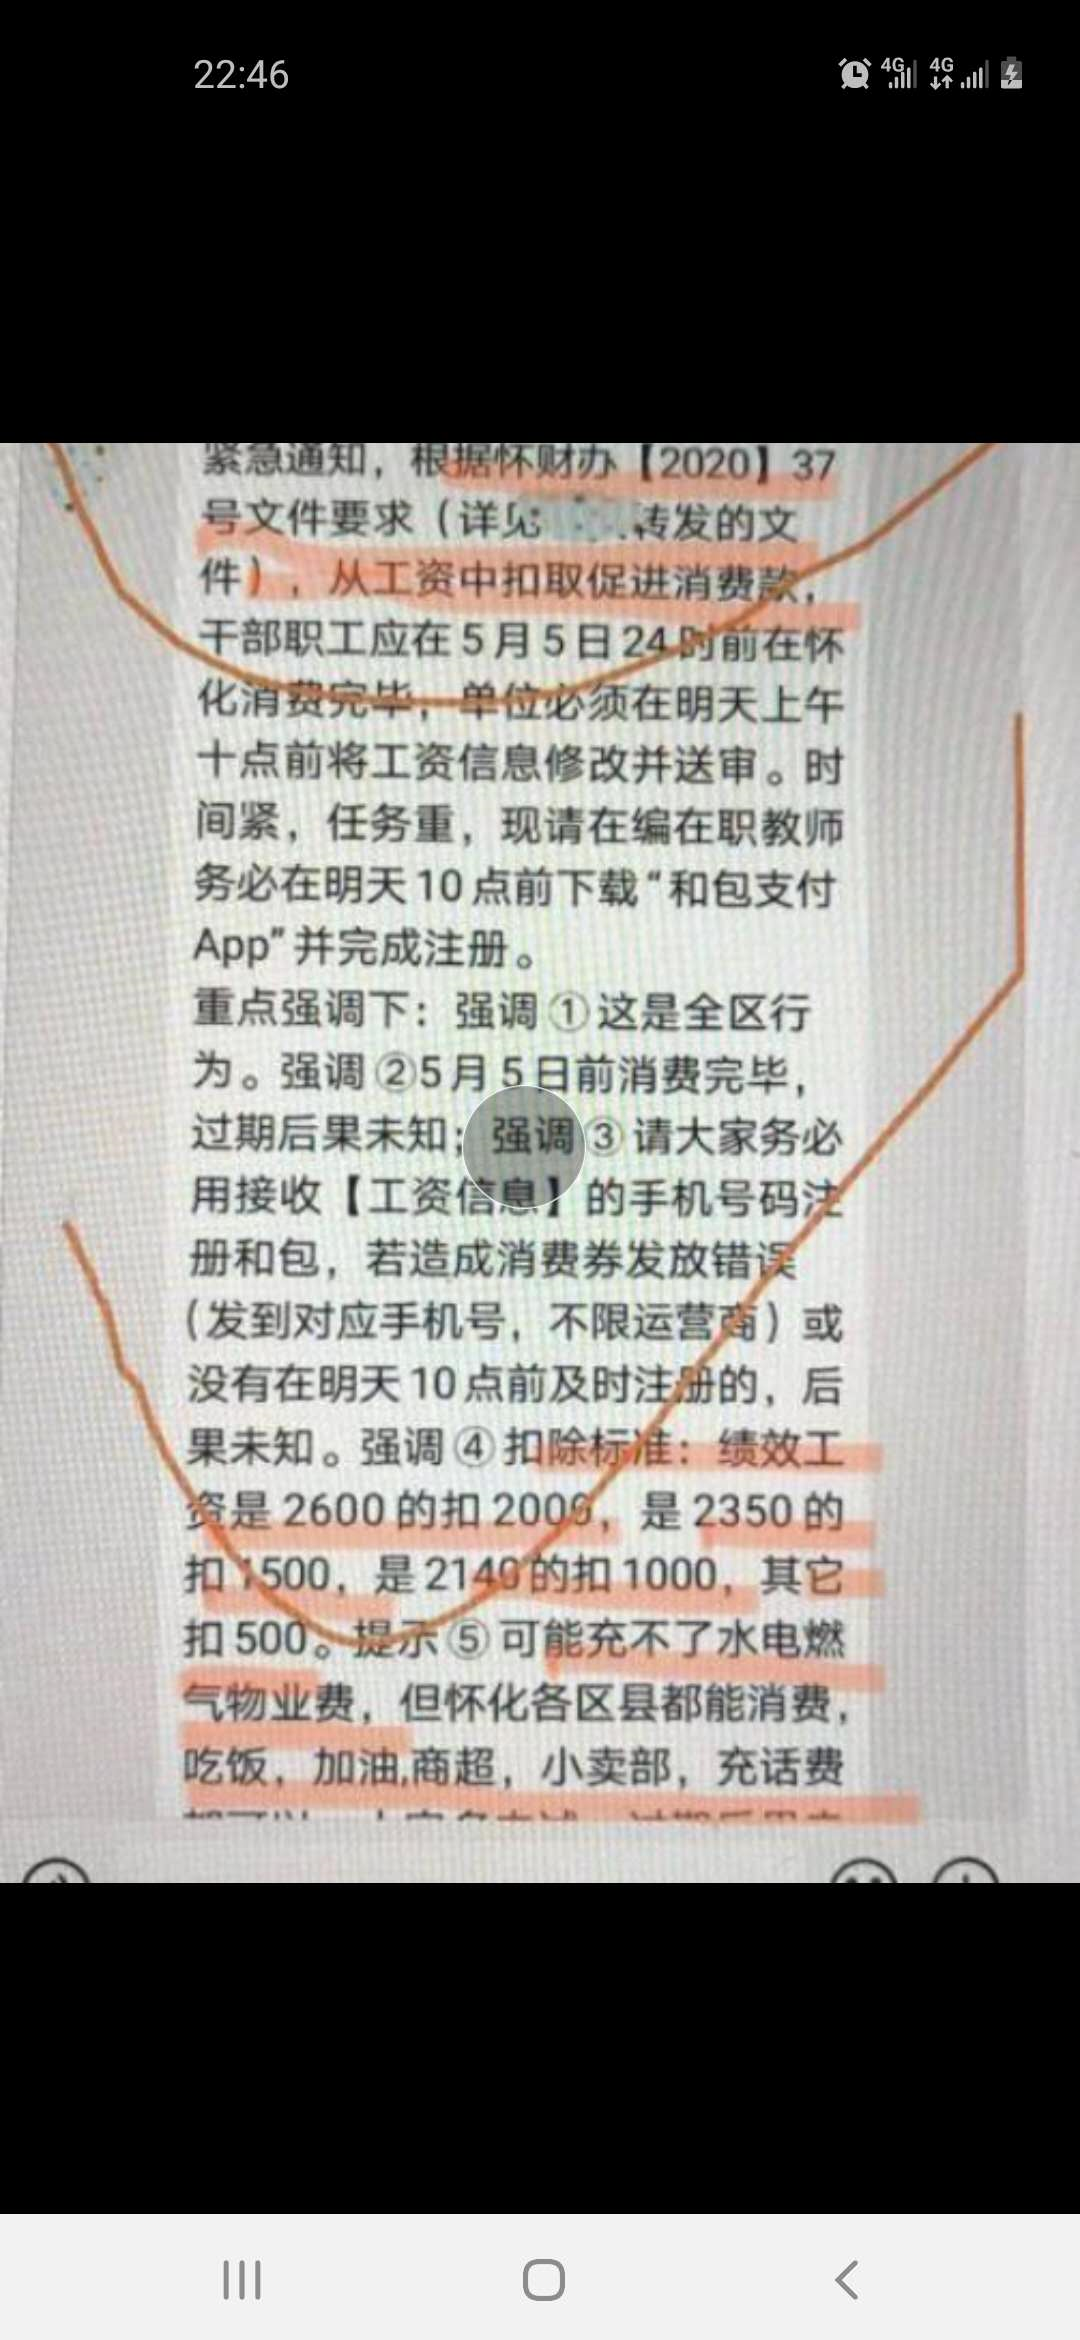 22:46
4G 4G
紧急通知，根据怀财办【2020】37
号文件要求（详见 转发的文
件），从工资中扣取促进消费款，
干部职工应在5月5日24时前在怀
化消费完毕，单位必须在明天上午
十点前将工资信息修改并送审。时
间紧，任务重，现请在编在职教师
务必在明天10点前下载“和包支付
App”并完成注册。
重点强调下：强调①这是全区行
为。强调②5月5日前消费完毕，
过期后果未知；强调③请大家务必
用接收【工资信息】的手机号码注
册和包，若造成消费券发放错误
（发到对应手机号，不限运营商）或
没有在明天10点前及时注册的，后
果未知。强调④扣除标准：绩效工
资是2600的扣2000，是2350的
扣1500，是2140的扣1000，其它
扣500。提示⑤可能充不了水电燃
气物业费，但怀化各区县都能消费，
吃饭，加油,商超，小卖部，充话费